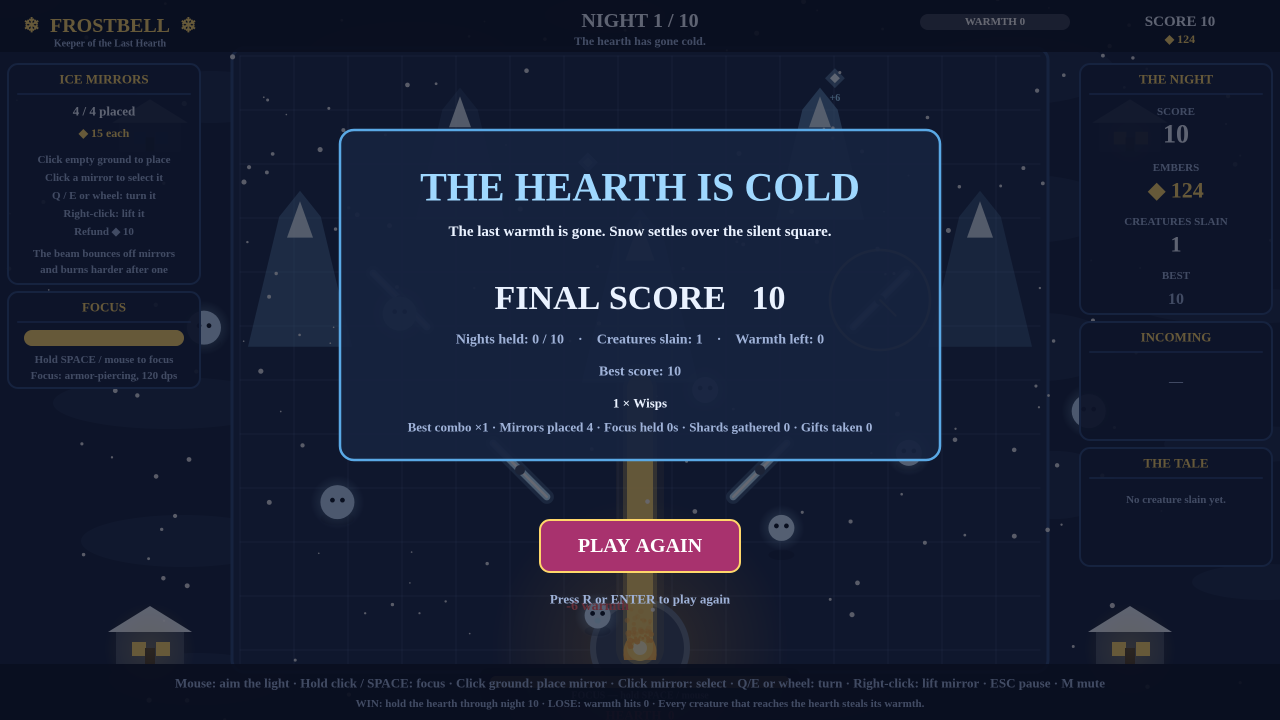 ❄ FROSTBELL ❄
Keeper of the Last Hearth
NIGHT 1 / 10
The hearth has gone cold.
WARMTH 0
SCORE 10
◆ 124
ICE MIRRORS
4 / 4 placed
◆ 15 each
Click empty ground to place
Click a mirror to select it
Q / E or wheel: turn it
Right-click: lift it
Refund ◆ 10
The beam bounces off mirrors
and burns harder after one
FOCUS
Hold SPACE / mouse to focus
Focus: armor-piercing, 120 dps
+6
THE HEARTH IS COLD
The last warmth is gone. Snow settles over the silent square.
FINAL SCORE 10
Nights held: 0 / 10 · Creatures slain: 1 · Warmth left: 0
Best score: 10
1 × Wisps
Best combo ×1 · Mirrors placed 4 · Focus held 0s · Shards gathered 0 · Gifts taken 0
PLAY AGAIN
-6 warmth
Press R or ENTER to play again
THE NIGHT
SCORE
10
EMBERS
◆ 124
CREATURES SLAIN
1
BEST
10
INCOMING
—
THE TALE
No creature slain yet.
Mouse: aim the light · Hold click / SPACE: focus · Click ground: place mirror · Click mirror: select · Q/E or wheel: turn · Right-click: lift mirror · ESC pause · M mute
WIN: hold the hearth through night 10 · LOSE: warmth hits 0 · Every creature that reaches the hearth steals its warmth.